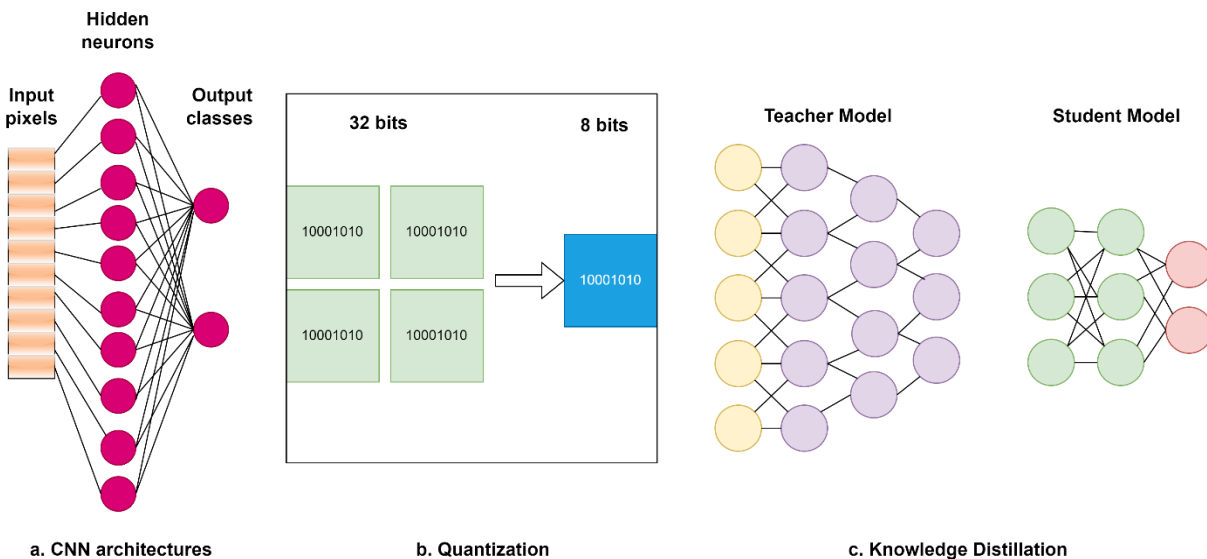 Hidden
neurons
Input
pixels
Output
classes
32 bits
8 bits
10001010
10001010
10001010
10001010
10001010
Teacher Model
Student Model
a. CNN architectures
b. Quantization
c. Knowledge Distillation